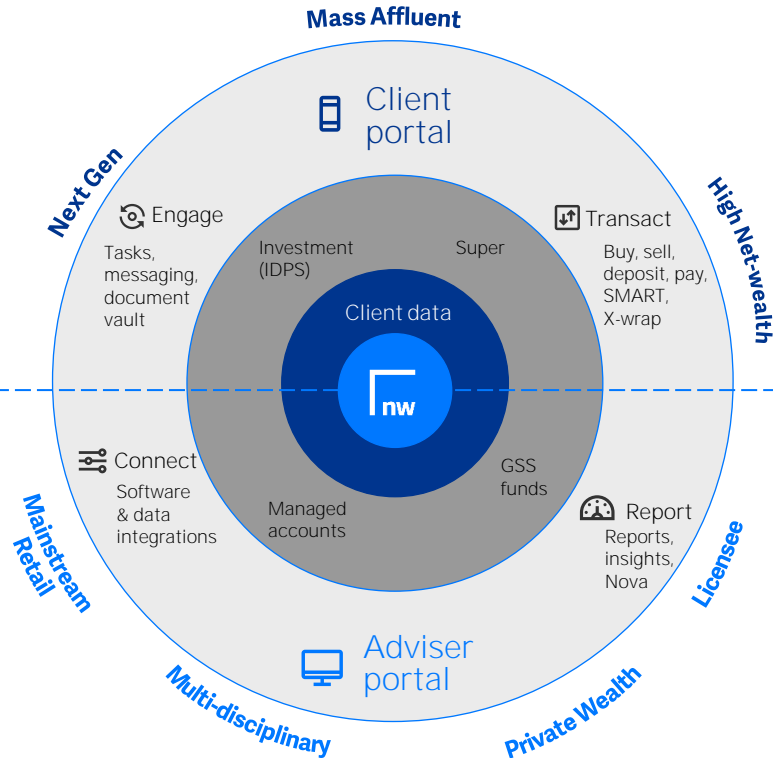 Mass Affluent
Client
portal
Next Gen
High Net-wealth
Engage
Tasks,
messaging,
document
vault
Transact
Buy, sell,
deposit, pay,
SMART,
X-wrap
Investment
(IDPS)
Super
Client data
nw
Connect
Software
& data
integrations
GSS
funds
Managed
accounts
Report
Reports,
insights,
Nova
Mainstream
Retail
Licensee
Adviser
portal
Multi-disciplinary
Private Wealth